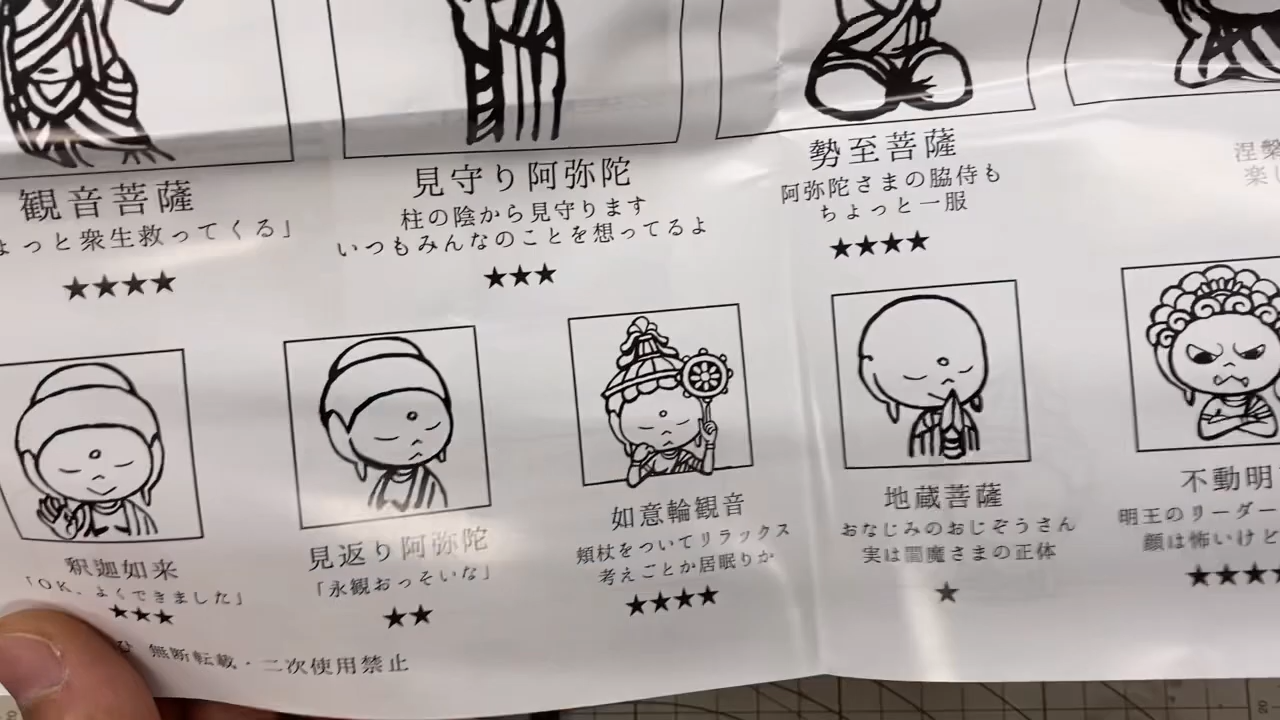 観音菩薩
ょっと衆生救ってくる」
★★★★
見守り阿弥陀
柱の陰から見守ります
いつもみんなのことを想ってるよ
★★★
勢至菩薩
阿弥陀さまの脇侍も
ちょっと一服
★★★★
涅槃
楽し
釈迦如来
「OK、よくできました」
★★★
見返り阿弥陀
「永観おっそいな」
★★
如意輪観音
頬杖をついてリラックス
考えごとか居眠りか
★★★★
地蔵菩薩
おなじみのおじぞうさん
実は閻魔さまの正体
★
不動明
明王のリーダー
顔は怖いけど
★★★★
ひ 無断転載・二次使用禁止
20